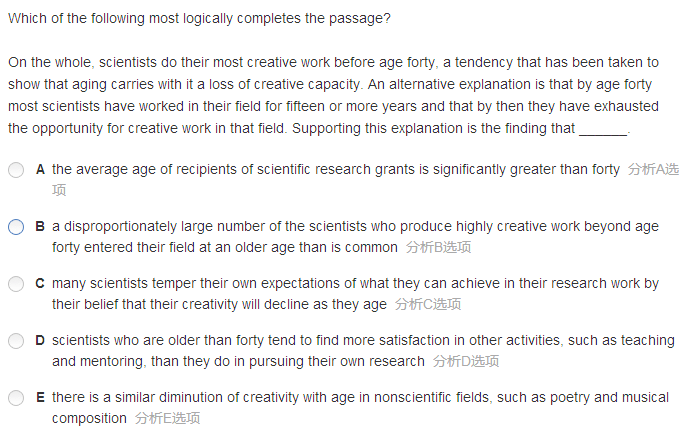 Which of the following most logically completes the passage?
On the whole, scientists do their most creative work before age forty, a tendency that has been taken to
show that aging carries with it a loss of creative capacity. An alternative explanation is that by age forty
most scientists have worked in their field for fifteen or more years and that by then they have exhausted
the opportunity for creative work in that field. Supporting this explanation is the finding that ______.
A the average age of recipients of scientific research grants is significantly greater than forty 分析A选
项
B a disproportionately large number of the scientists who produce highly creative work beyond age
forty entered their field at an older age than is common 分析B选项
C many scientists temper their own expectations of what they can achieve in their research work by
their belief that their creativity will decline as they age 分析C选项
D scientists who are older than forty tend to find more satisfaction in other activities, such as teaching
and mentoring, than they do in pursuing their own research 分析D选项
E there is a similar diminution of creativity with age in nonscientific fields, such as poetry and musical
composition 分析E选项